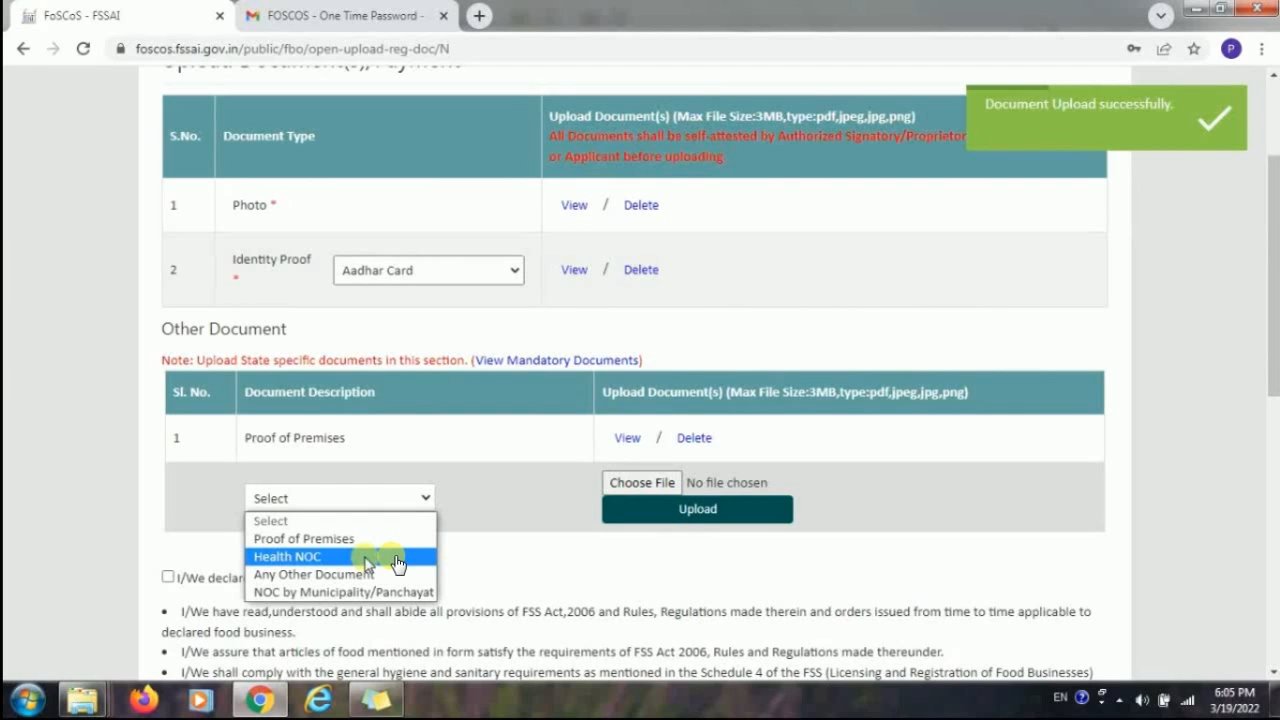 FoSCoS - FSSAI
FOSCOS - One Time Password -
foscos.fssai.gov.in/public/fbo/open-upload-reg-doc/N
P
Document Upload successfully.
S.No.
Document Type
Upload Document(s) (Max File Size:3MB,type:pdf,jpeg,jpg,png)
All Documents shall be self-attested by Authorized Signatory/Proprietor
or Applicant before uploading
1
Photo *
View / Delete
2
Identity Proof
*
Aadhar Card
View / Delete
Other Document
Note: Upload State specific documents in this section. (View Mandatory Documents)
Sl. No.
Document Description
Upload Document(s) (Max File Size:3MB,type:pdf,jpeg,jpg,png)
1
Proof of Premises
View / Delete
Select
Choose File No file chosen
Upload
Select
Proof of Premises
Health NOC
Any Other Document
NOC by Municipality/Panchayat
I/We declar
• I/We have read,understood and shall abide all provisions of FSS Act,2006 and Rules, Regulations made therein and orders issued from time to time applicable to
declared food business.
• I/We assure that articles of food mentioned in form satisfy the requirements of FSS Act 2006, Rules and Regulations made thereunder.
• I/We shall comply with the general hygiene and sanitary requirements as mentioned in the Schedule 4 of the FSS (Licensing and Registration of Food Businesses)
EN
6:05 PM
3/19/2022